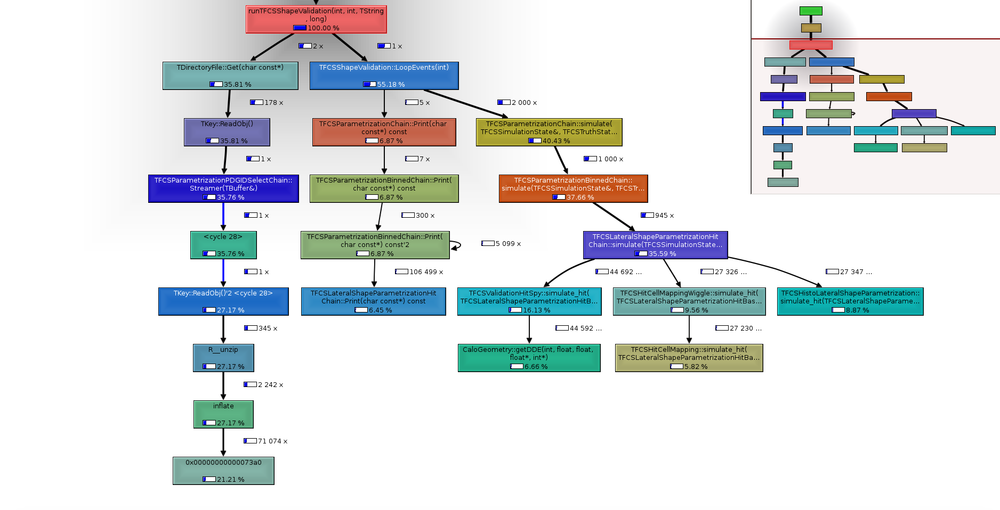 runTFCSShapeValidation(int, int, TString
, long)
100.00 %
2 x
1 x
TDirectoryFile::Get(char const*)
35.81 %
TFCSShapeValidation::LoopEvents(int)
55.18 %
178 x
5 x
2 000 x
TKey::ReadObj()
35.81 %
TFCSParametrizationChain::Print(char
const*) const
6.87 %
TFCSParametrizationChain::simulate(
TFCSSimulationState&, TFCSTruthStat...
40.43 %
1 x
7 x
1 000 x
TFCSParametrizationPDGIDSelectChain::
Streamer(TBuffer&)
35.76 %
TFCSParametrizationBinnedChain::Print(
char const*) const
6.87 %
TFCSParametrizationBinnedChain::
simulate(TFCSSimulationState&, TFCSTr...
37.66 %
1 x
300 x
945 x
<cycle 28>
35.76 %
TFCSParametrizationBinnedChain::Print(
char const*) const'2
6.87 %
5 099 x
TFCSLateralShapeParametrizationHit
Chain::simulate(TFCSSimulationState...
35.59 %
1 x
106 499 x
44 692 ...
27 326 ...
27 347 ...
TKey::ReadObj()'2 <cycle 28>
27.17 %
TFCSLateralShapeParametrizationHit
Chain::Print(char const*) const
6.45 %
TFCSValidationHitSpy::simulate_hit(
TFCSLateralShapeParametrizationHitB...
16.13 %
TFCSHitCellMappingWiggle::simulate_hit(
TFCSLateralShapeParametrizationHitBas...
9.56 %
TFCSHistoLateralShapeParametrization::
simulate_hit(TFCSLateralShapeParame...
8.87 %
345 x
44 592 ...
27 230 ...
R__unzip
27.17 %
CaloGeometry::getDDE(int, float, float,
float*, int*)
6.66 %
TFCSHitCellMapping::simulate_hit(
TFCSLateralShapeParametrizationHitBa...
5.82 %
2 242 x
inflate
27.17 %
71 074 x
0x00000000000073a0
21.21 %